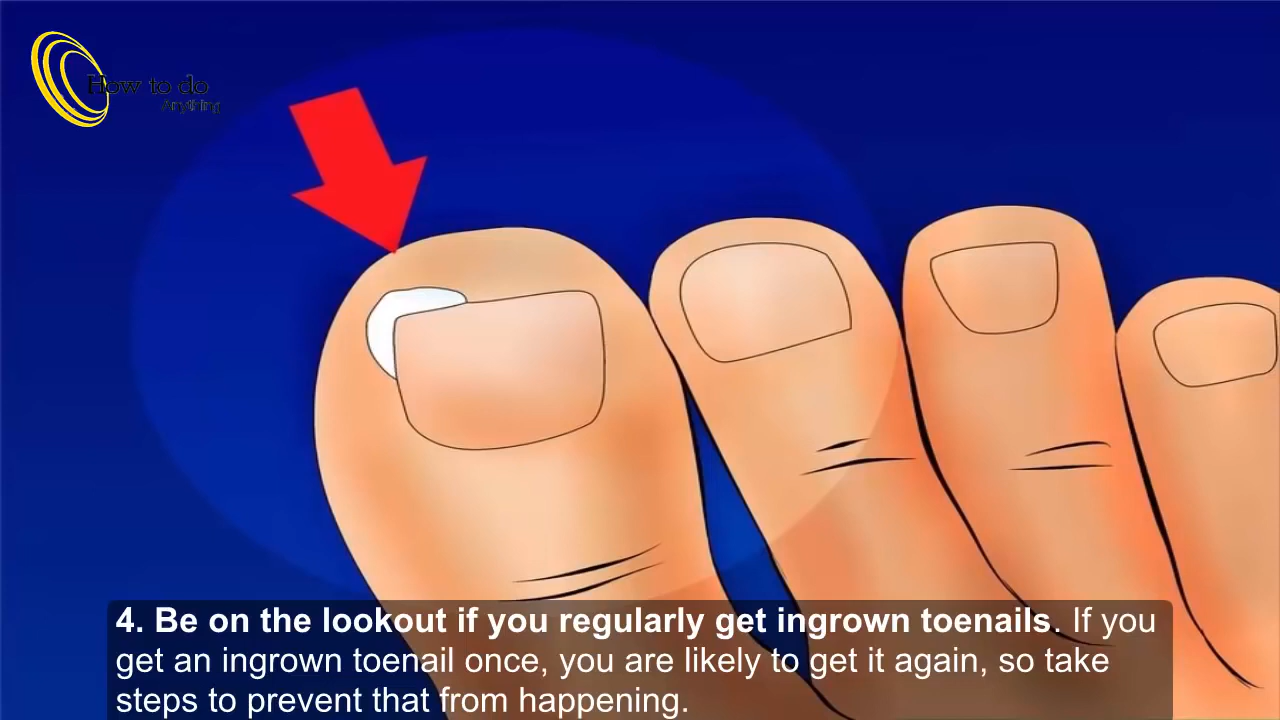 How to do
Anything
4. Be on the lookout if you regularly get ingrown toenails. If you
get an ingrown toenail once, you are likely to get it again, so take
steps to prevent that from happening.